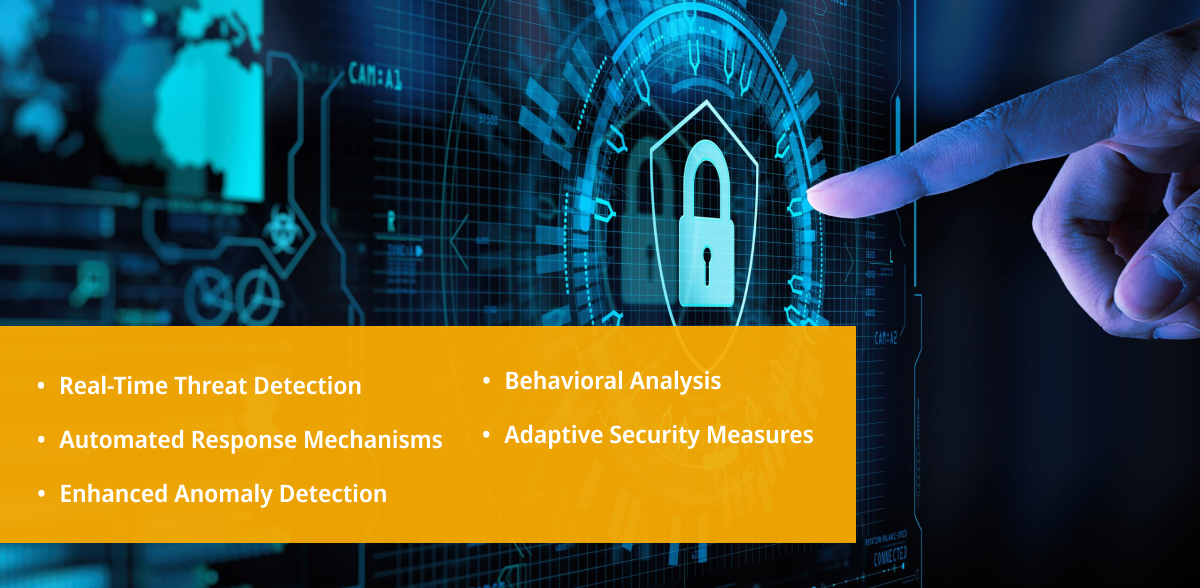 CAM:A1
37500
R
L
CAM:A2
• Real-Time Threat Detection
• Automated Response Mechanisms
• Enhanced Anomaly Detection
• Behavioral Analysis
• Adaptive Security Measures
CONNECTED